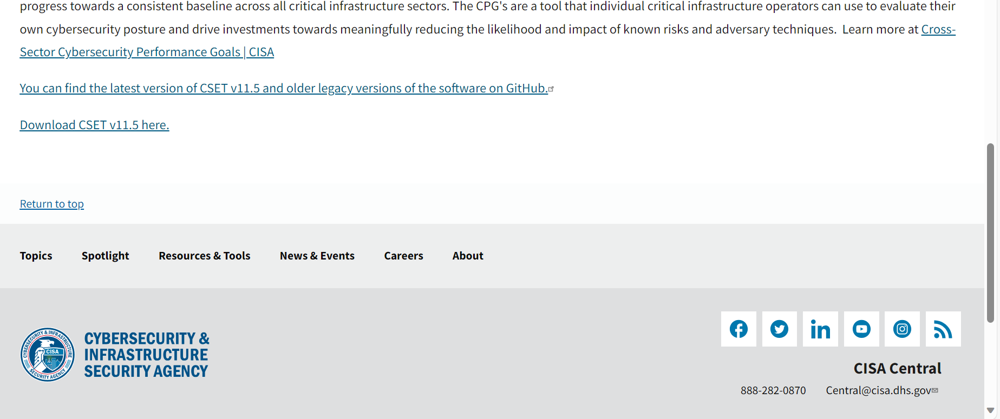 progress towards a consistent baseline across all critical infrastructure sectors. The CPG's are a tool that individual critical infrastructure operators can use to evaluate their
own cybersecurity posture and drive investments towards meaningfully reducing the likelihood and impact of known risks and adversary techniques.  Learn more at Cross-
Sector Cybersecurity Performance Goals | CISA
You can find the latest version of CSET v11.5 and older legacy versions of the software on GitHub.
Download CSET v11.5 here.
Return to top
Topics Spotlight Resources & Tools News & Events Careers About
CYBERSECURITY & INFRASTRUCTURE
CISA
SECURITY AGENCY
CYBERSECURITY &
INFRASTRUCTURE
SECURITY AGENCY
CISA Central
888-282-0870 Central@cisa.dhs.gov